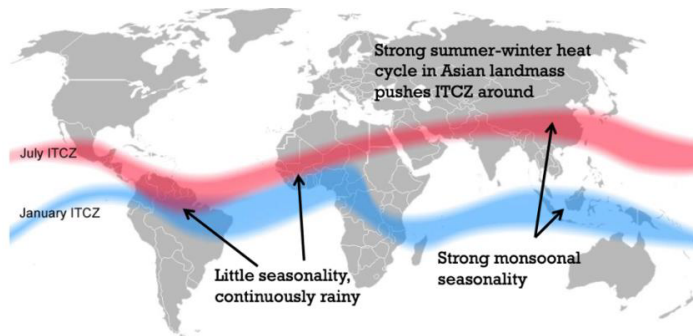 Strong summer-winter heat
cycle in Asian landmass
pushes ITCZ around
July ITCZ
January ITCZ
Little seasonality,
continuously rainy
Strong monsoonal
seasonality